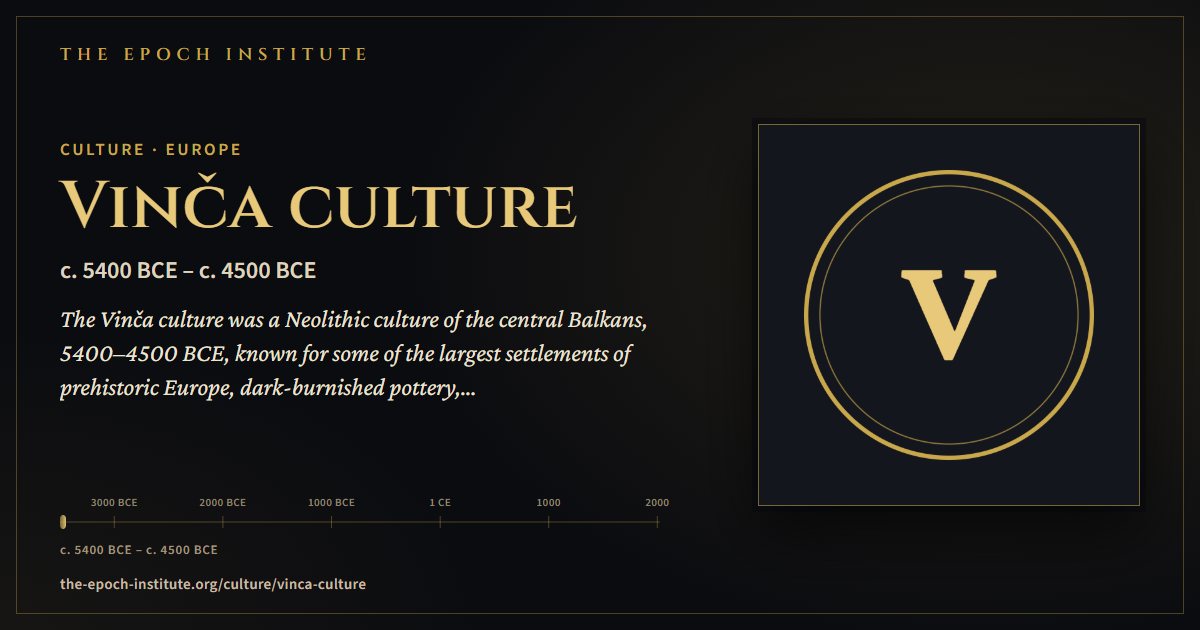 THE EPOCH INSTITUTE
CULTURE · EUROPE
VINČA CULTURE
c. 5400 BCE – c. 4500 BCE
The Vinča culture was a Neolithic culture of the central Balkans,
5400–4500 BCE, known for some of the largest settlements of
prehistoric Europe, dark-burnished pottery,...
V
3000 BCE 2000 BCE 1000 BCE 1 CE 1000 2000
c. 5400 BCE – c. 4500 BCE
the-epoch-institute.org/culture/vinca-culture